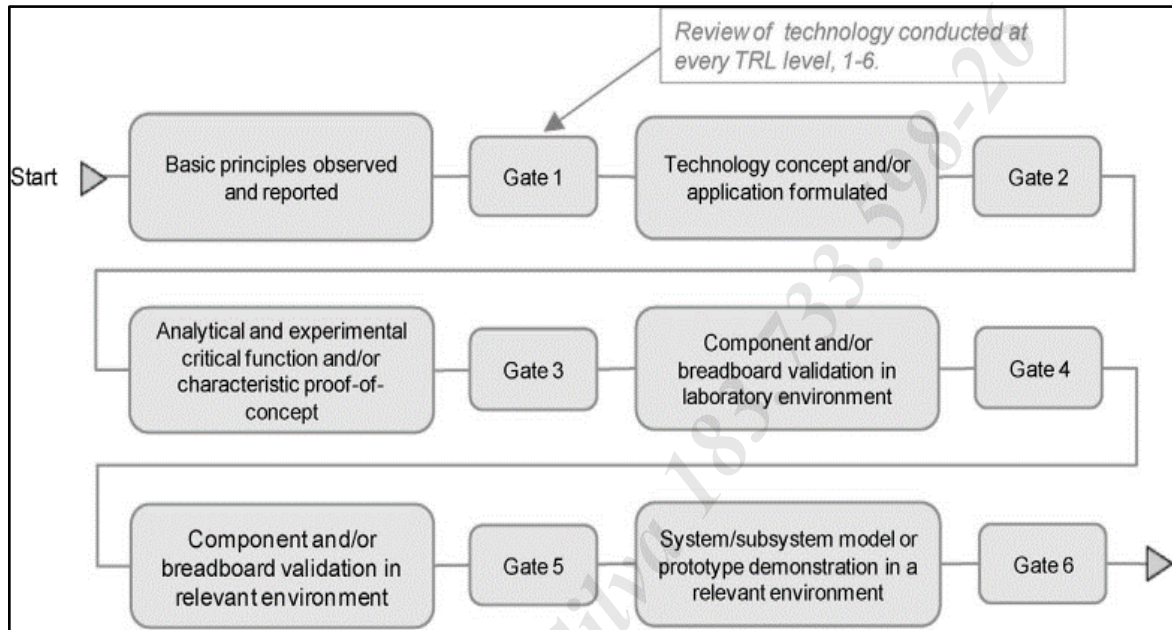 Review of technology conducted at
every TRL level, 1-6.
Start
Basic principles observed
and reported
Gate 1
Technology concept and/or
application formulated
Gate 2
Analytical and experimental
critical function and/or
characteristic proof-of-
concept
Gate 3
Component and/or
breadboard validation in
laboratory environment
Gate 4
Component and/or
breadboard validation in
relevant environment
Gate 5
System/subsystem model or
prototype demonstration in a
relevant environment
Gate 6